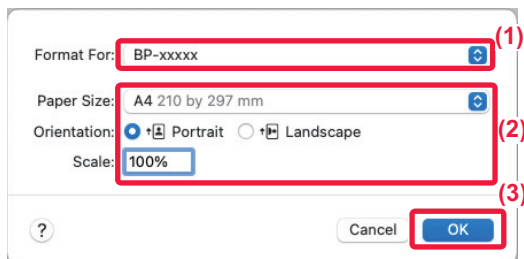 (1)
Format For: BP-xxxxx
Paper Size: A4 210 by 297 mm
(2)
Orientation: Portrait Landscape
Scale: 100%
(3)
? Cancel OK